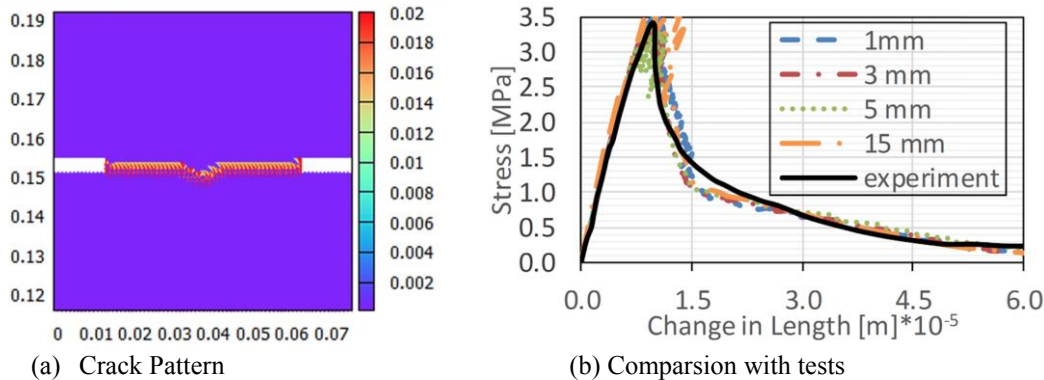 0.19
0.18
0.17
0.16
0.15
0.14
0.13
0.12
0 0.01 0.02 0.03 0.04 0.05 0.06 0.07
0.02
0.018
0.016
0.014
0.012
0.01
0.008
0.006
0.004
0.002
(a) Crack Pattern
Stress [MPa]
3.5
3.0
2.5
2.0
1.5
1.0
0.5
0.0
1mm
3 mm
5 mm
15 mm
experiment
0.0 1.5 3.0 4.5 6.0
Change in Length [m]*10⁻⁵
(b) Comparsion with tests